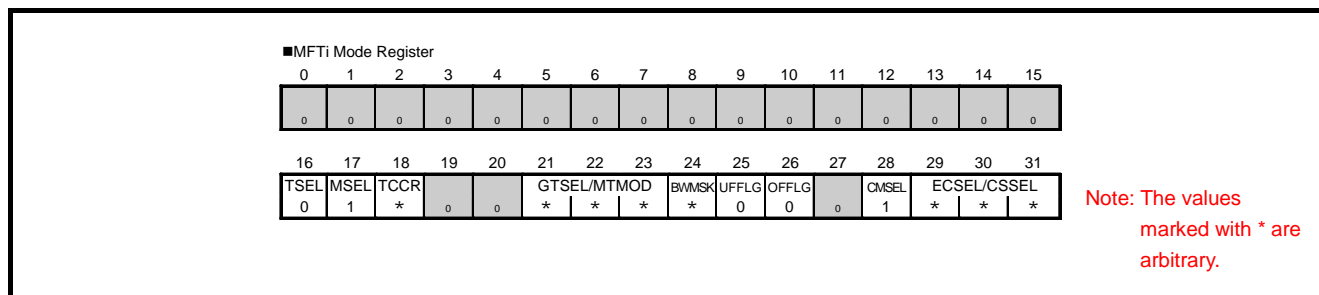 ■MFTi Mode Register
0 1 2 3 4 5 6 7 8 9 10 11 12 13 14 15
0 0 0 0 0 0 0 0 0 0 0 0 0 0 0 0
16 17 18 19 20 21 22 23 24 25 26 27 28 29 30 31
TSEL MSEL TCCR GTSEL/MTMOD BWMSK UFFLG OFFLG CMSEL ECSEL/CSSEL
0 1 * 0 0 * * * * 0 0 0 1 * * *
Note: The values
marked with * are
arbitrary.